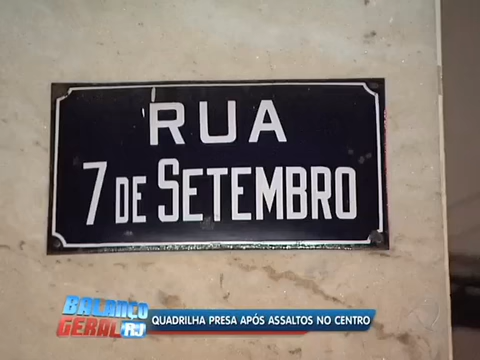 RUA
7 DE SETEMBRO
BALANÇO
GERAL RJ
QUADRILHA PRESA APÓS ASSALTOS NO CENTRO